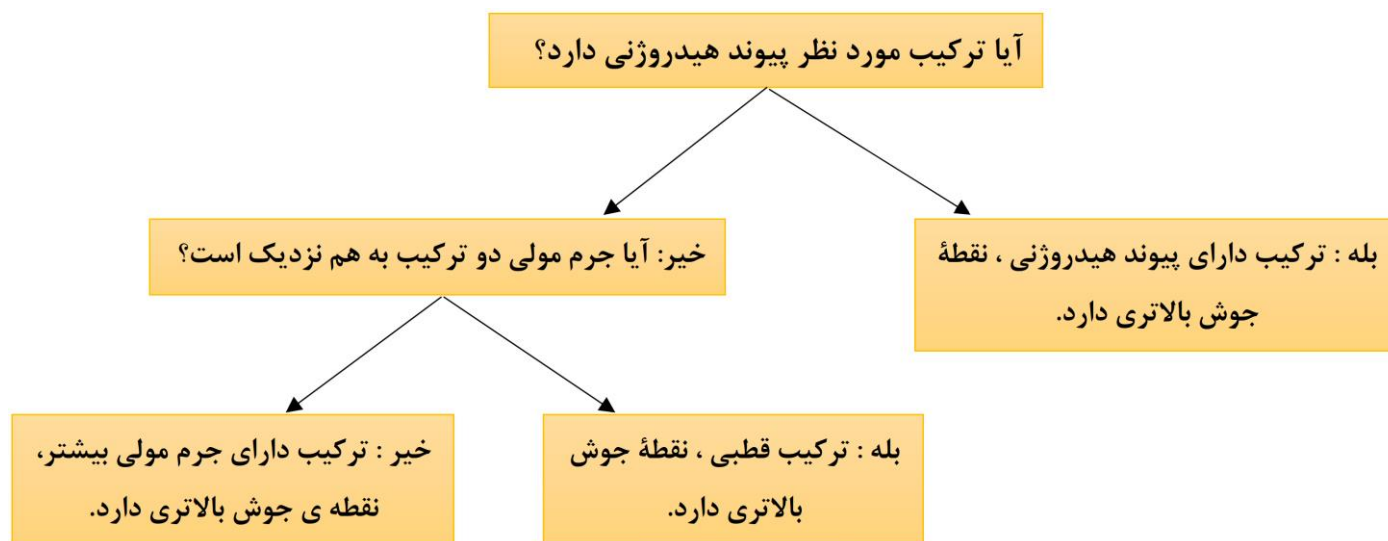 آیا ترکیب مورد نظر پیوند هیدروژنی دارد؟
بله : ترکیب دارای پیوند هیدروژنی ، نقطهٔ
جوش بالاتری دارد.
خیر: آیا جرم مولی دو ترکیب به هم نزدیک است؟
بله : ترکیب قطبی ، نقطهٔ جوش
بالاتری دارد.
خیر : ترکیب دارای جرم مولی بیشتر،
نقطه ی جوش بالاتری دارد.